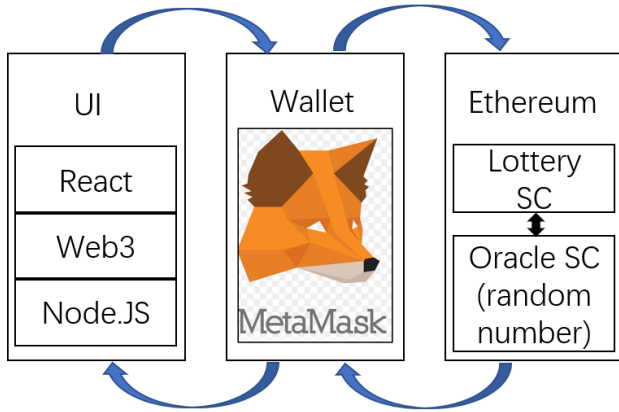 UI
React
Web3
Node.JS
Wallet
MetaMask
Ethereum
Lottery
SC
Oracle SC
(random
number)